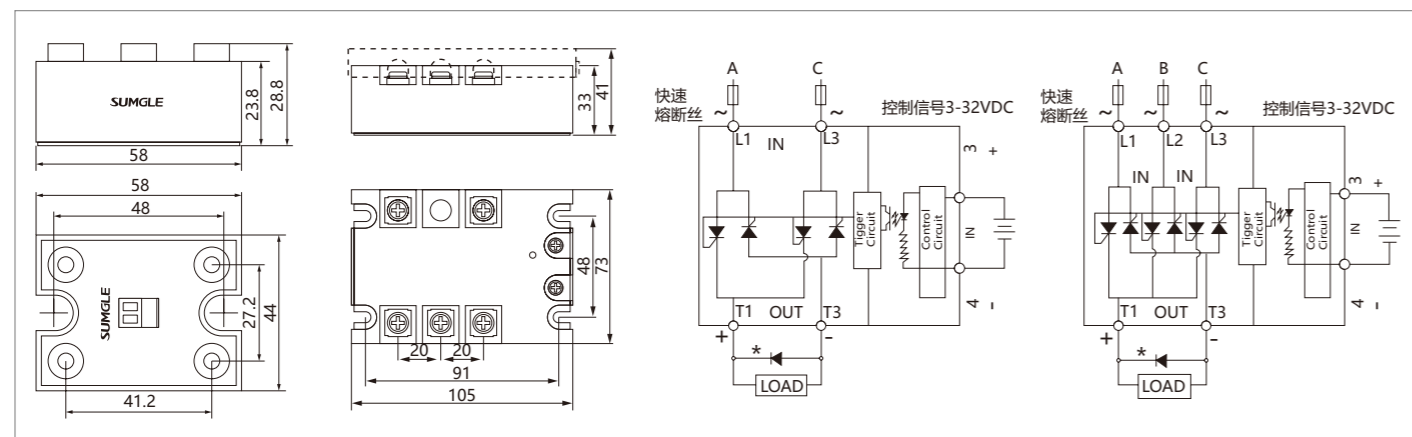 SUMGLE
23.8
28.8
58
58
48
SUMGLE
27.2
44
41.2
33
41
48
73
20
20
91
105
A
C
快速
熔断丝
~
~
控制信号3-32VDC
L1
IN
L3
3
+
Tigger
Circuit
Control
Circuit
IN
4
-
T1
OUT
T3
+
-
*
LOAD
A
B
C
快速
熔断丝
~
~
~
控制信号3-32VDC
L1
L2
L3
IN
IN
3
+
Tigger
Circuit
Control
Circuit
IN
4
-
T1
OUT
T3
+
-
*
LOAD